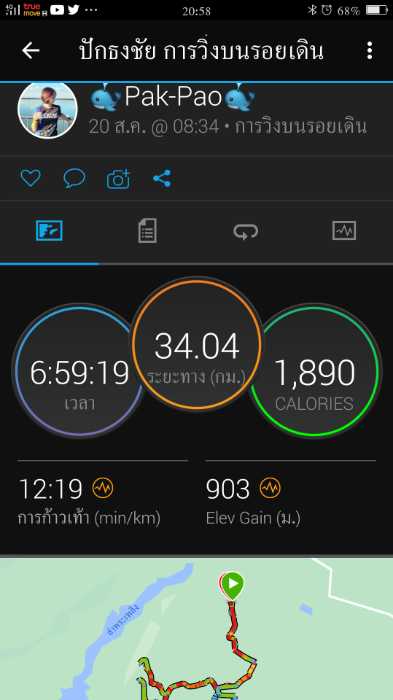 4G true
move H
20:58
68%
ปักธงชัย การวิ่งบนรอยเดิน
🐳Pak-Pao🐳
20 ส.ค. @ 08:34 • การวิ่งบนรอยเดิน
6:59:19
เวลา
34.04
ระยะทาง (กม.)
1,890
CALORIES
12:19
การก้าวเท้า (min/km)
903
Elev Gain (ม.)